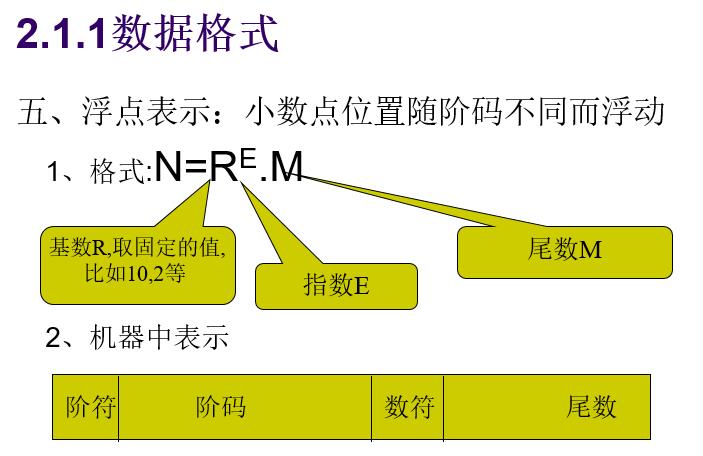 2.1.1数据格式
五、浮点表示：小数点位置随阶码不同而浮动
1、格式:N=Rᴱ.M
基数R,取固定的值,
比如10,2等
指数E
尾数M
2、机器中表示
阶符 阶码 数符 尾数